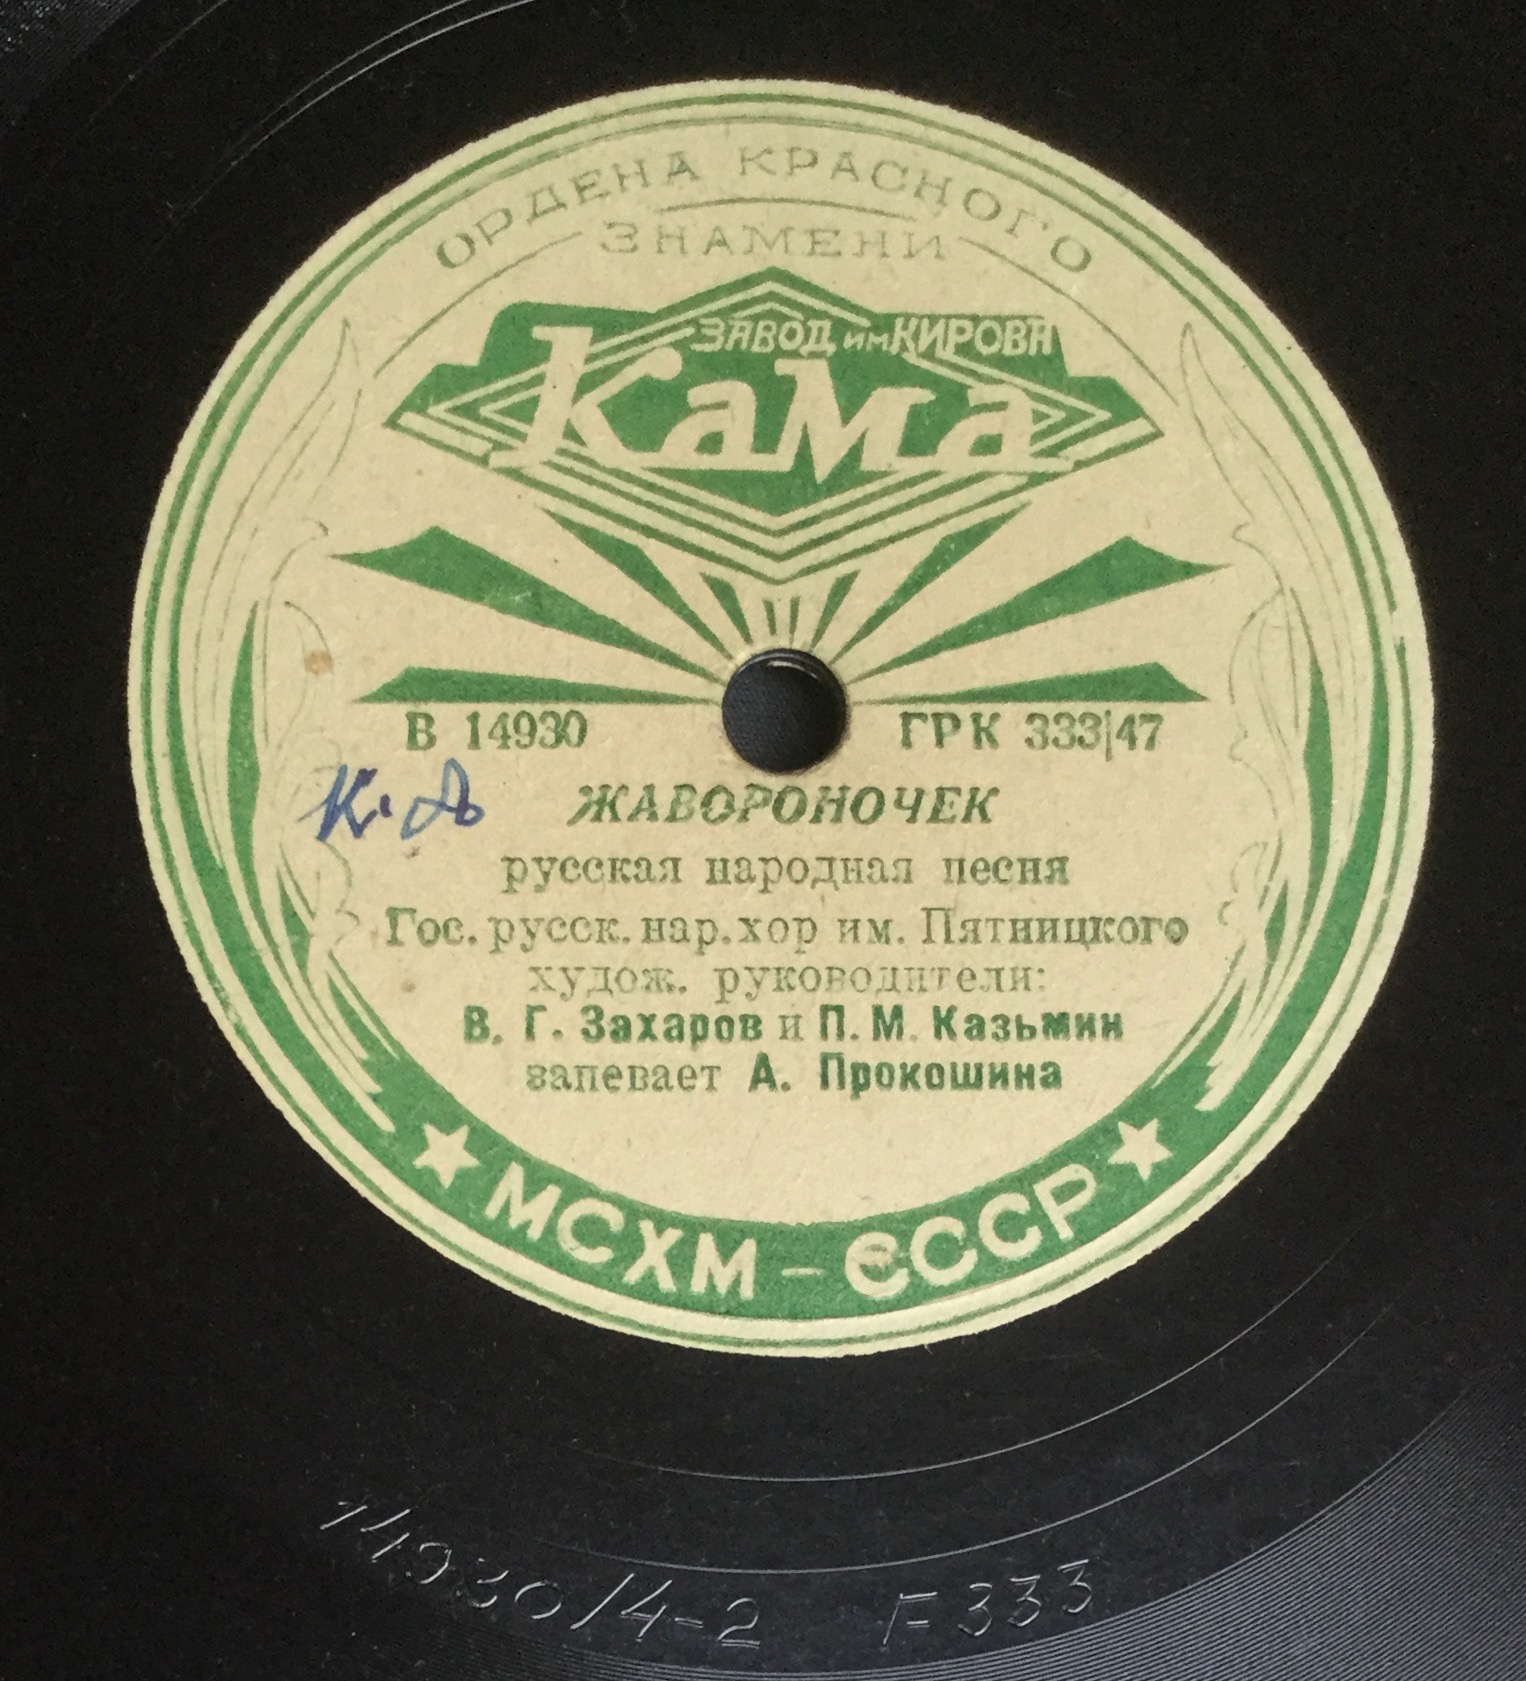 ОРДЕНА КРАСНОГО
ЗНАМЕНИ
ЗАВОД им КИРОВА
КаМа
В 14930
ГРК 333|47
ЖАВОРОНОЧЕК
русская народная песня
Гос. русск. нар. хор им. Пятницкого
худож. руководители:
В. Г. Захаров и П. М. Казьмин
запевает А. Прокошина
МСХМ – СССР
14930/4-2 F333